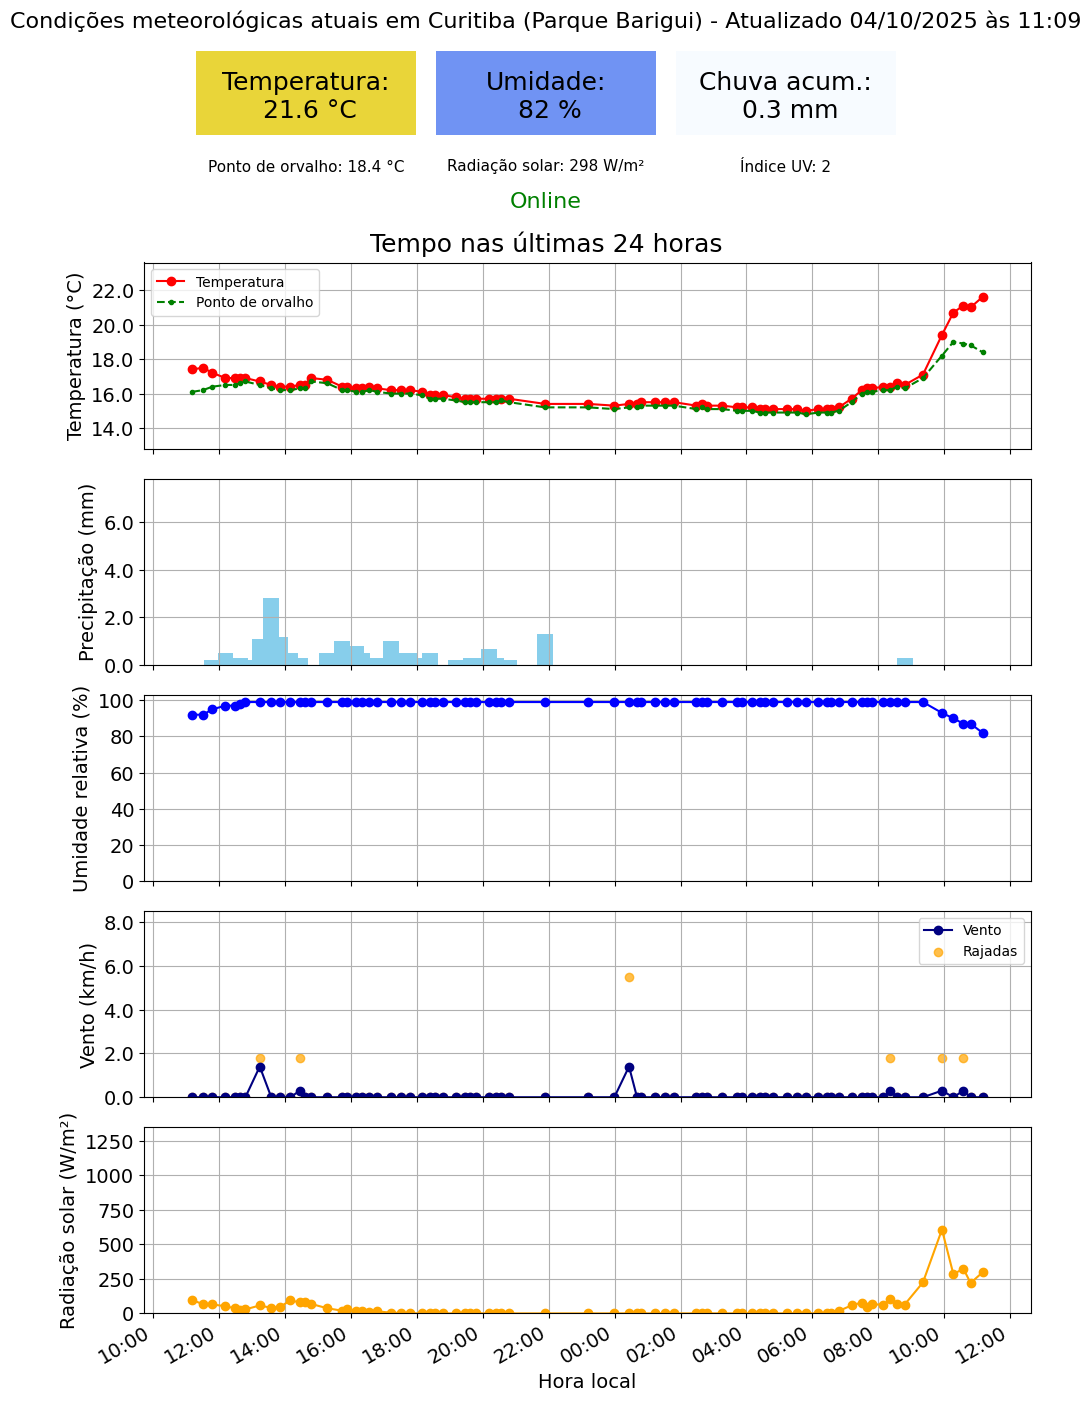 Condições meteorológicas atuais em Curitiba (Parque Barigui) - Atualizado 04/10/2025 às 11:09
Temperatura:
21.6 °C
Umidade:
82 %
Chuva acum.:
0.3 mm
Ponto de orvalho: 18.4 °C
Radiação solar: 298 W/m²
Índice UV: 2
Online
Tempo nas últimas 24 horas
Temperatura (°C)
22.0
20.0
18.0
16.0
14.0
Temperatura
Ponto de orvalho
Precipitação (mm)
6.0
4.0
2.0
0.0
Umidade relativa (%)
100
80
60
40
20
0
Vento (km/h)
8.0
6.0
4.0
2.0
0.0
Vento
Rajadas
Radiação solar (W/m²)
1250
1000
750
500
250
0
10:00
12:00
14:00
16:00
18:00
20:00
22:00
00:00
02:00
04:00
06:00
08:00
10:00
12:00
Hora local